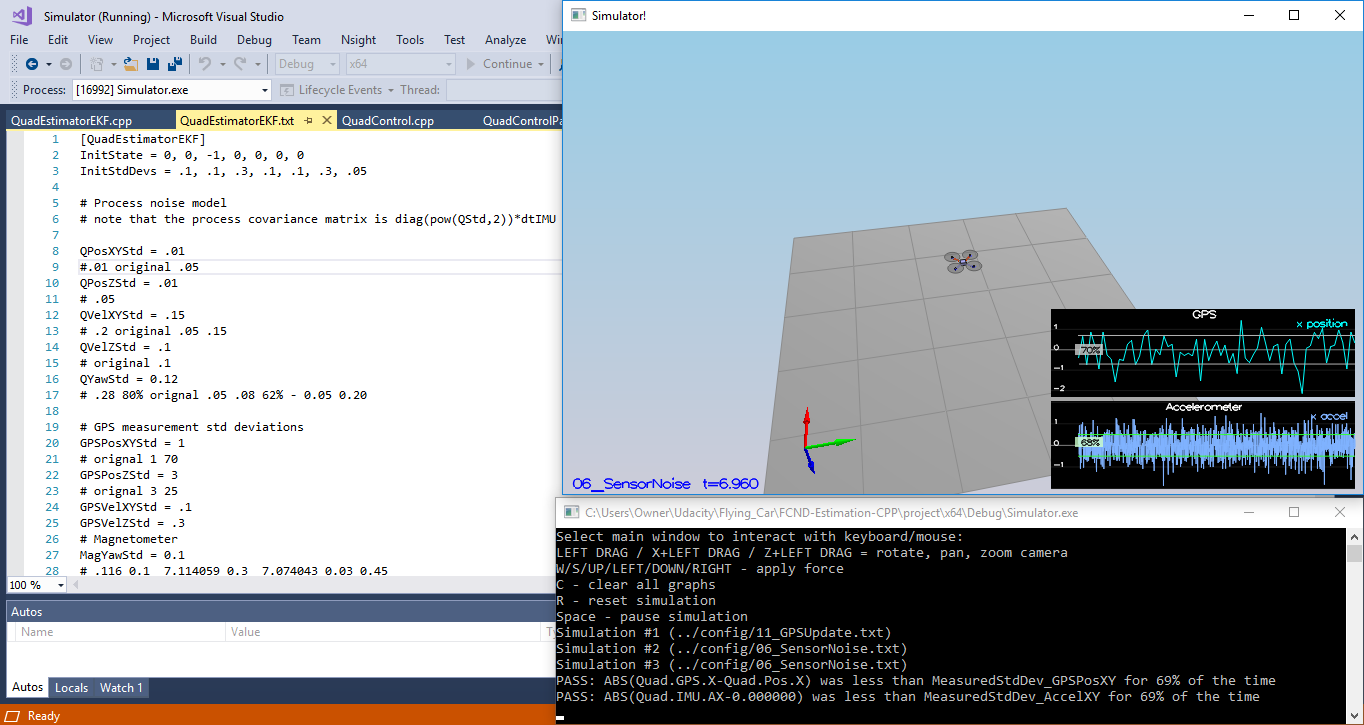 Simulator (Running) - Microsoft Visual Studio
File Edit View Project Build Debug Team Nsight Tools Test Analyze
Debug x64 Continue
Process: [16992] Simulator.exe Lifecycle Events Thread:
QuadEstimatorEKF.cpp QuadEstimatorEKF.txt QuadControl.cpp QuadControlPa
1 [QuadEstimatorEKF]
2 InitState = 0, 0, -1, 0, 0, 0, 0
3 InitStdDevs = .1, .1, .3, .1, .1, .3, .05
4
5 # Process noise model
6 # note that the process covariance matrix is diag(pow(QStd,2))*dtIMU
7
8 QPosXYStd = .01
9 #.01 original .05
10 QPosZStd = .01
11 # .05
12 QVelXYStd = .15
13 # .2 original .05 .15
14 QVelZStd = .1
15 # original .1
16 QYawStd = 0.12
17 # .28 80% orignal .05 .08 62% - 0.05 0.20
18
19 # GPS measurement std deviations
20 GPSPosXYStd = 1
21 # orignal 1 70
22 GPSPosZStd = 3
23 # orignal 3 25
24 GPSVelXYStd = .1
25 GPSVelZStd = .3
26 # Magnetometer
27 MagYawStd = 0.1
28 # .116 0.1 7.114059 0.3 7.074043 0.03 0.45
100 %
Autos
Name Value
Autos Locals Watch 1
Ready
Simulator!
GPS
x position
1
0
-1
-2
70%
Accelerometer
x accel
1
0
-1
68%
06_SensorNoise t=6.960
C:\Users\Owner\Udacity\Flying_Car\FCND-Estimation-CPP\project\x64\Debug\Simulator.exe
Select main window to interact with keyboard/mouse:
LEFT DRAG / X+LEFT DRAG / Z+LEFT DRAG = rotate, pan, zoom camera
W/S/UP/LEFT/DOWN/RIGHT - apply force
C - clear all graphs
R - reset simulation
Space - pause simulation
Simulation #1 (../config/11_GPSUpdate.txt)
Simulation #2 (../config/06_SensorNoise.txt)
Simulation #3 (../config/06_SensorNoise.txt)
PASS: ABS(Quad.GPS.X-Quad.Pos.X) was less than MeasuredStdDev_GPSPosXY for 69% of the time
PASS: ABS(Quad.IMU.AX-0.000000) was less than MeasuredStdDev_AccelXY for 69% of the time